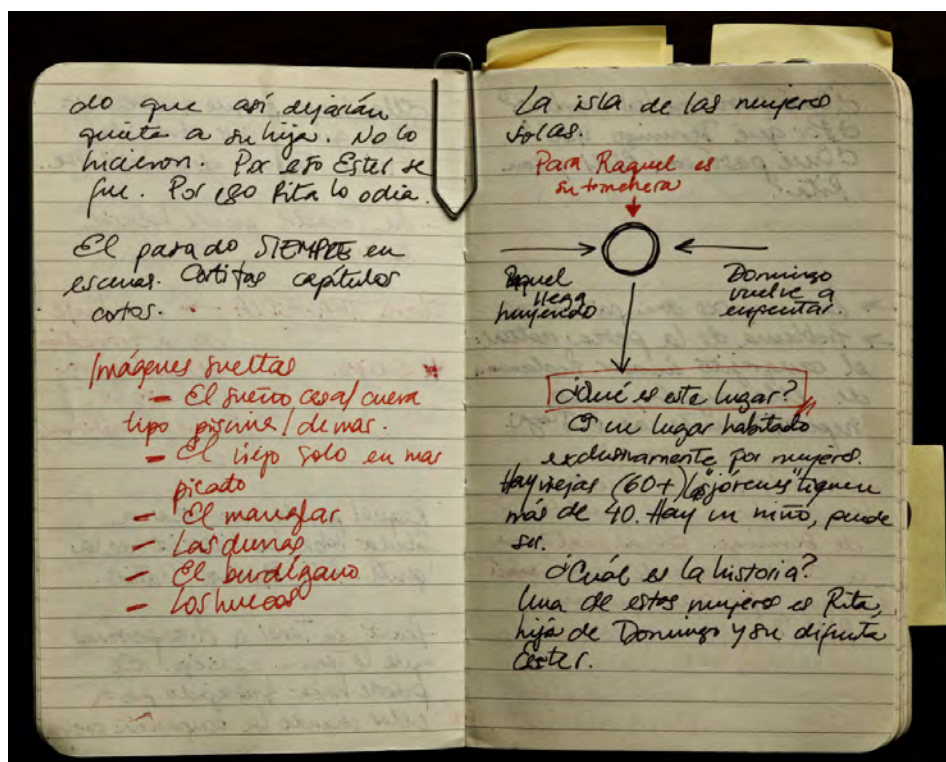 do que así dejarían
quieta a su hija. No lo
hicieron. Por eso Ester se
fue. Por eso Rita lo odia.
El pasado SIEMPRE en
escenas. Cortitas capítulos
cortos.
Imágenes sueltas
- El sueño casa/cueva
tipo piscina/de mar.
- El viejo solo en mar
picado
- El manglar
- Las dunas
- El burdégano
- Los huecos
La isla de las mujeres
solas.
Para Raquel es
su trinchera
Raquel
llega
huyendo
Domingo
vuelve a
enfrentar.
¿Qué es este lugar?
Es un lugar habitado
exclusivamente por mujeres.
Hay viejas (60+) Las "jóvenes" tienen
más de 40. Hay un niño, puede
ser.
¿Cuál es la historia?
Una de estas mujeres es Rita,
hija de Domingo y su difunta
Ester.